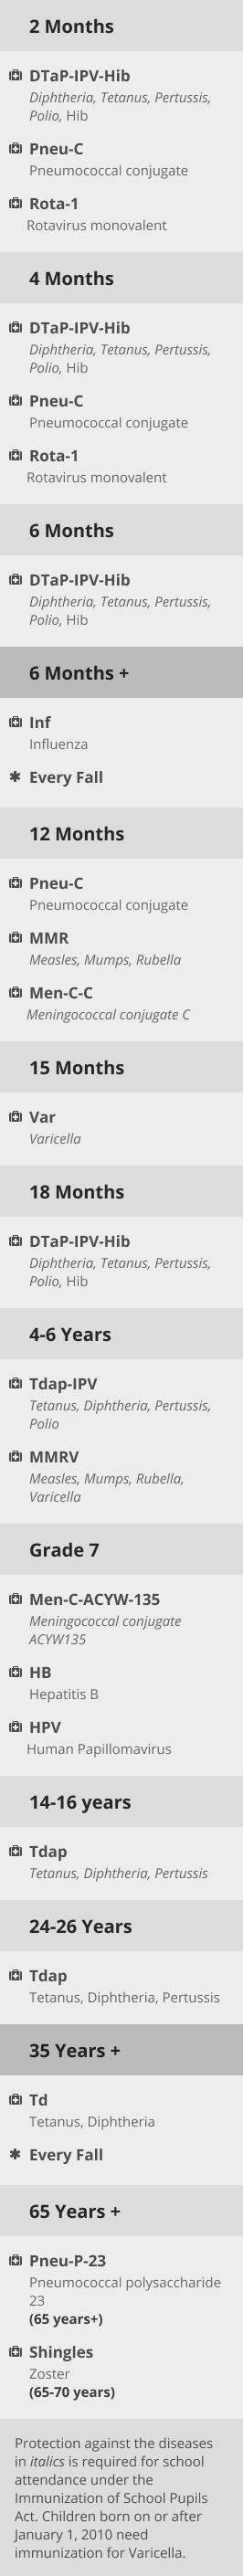 2 Months
DTaP-IPV-Hib
Diphtheria, Tetanus, Pertussis,
Polio, Hib
Pneu-C
Pneumococcal conjugate
Rota-1
Rotavirus monovalent
4 Months
DTaP-IPV-Hib
Diphtheria, Tetanus, Pertussis,
Polio, Hib
Pneu-C
Pneumococcal conjugate
Rota-1
Rotavirus monovalent
6 Months
DTaP-IPV-Hib
Diphtheria, Tetanus, Pertussis,
Polio, Hib
6 Months +
Inf
Influenza
* Every Fall
12 Months
Pneu-C
Pneumococcal conjugate
MMR
Measles, Mumps, Rubella
Men-C-C
Meningococcal conjugate C
15 Months
Var
Varicella
18 Months
DTaP-IPV-Hib
Diphtheria, Tetanus, Pertussis,
Polio, Hib
4-6 Years
Tdap-IPV
Tetanus, Diphtheria, Pertussis,
Polio
MMRV
Measles, Mumps, Rubella,
Varicella
Grade 7
Men-C-ACYW-135
Meningococcal conjugate
ACYW135
HB
Hepatitis B
HPV
Human Papillomavirus
14-16 years
Tdap
Tetanus, Diphtheria, Pertussis
24-26 Years
Tdap
Tetanus, Diphtheria, Pertussis
35 Years +
Td
Tetanus, Diphtheria
* Every Fall
65 Years +
Pneu-P-23
Pneumococcal polysaccharide
23
(65 years+)
Shingles
Zoster
(65-70 years)
Protection against the diseases
in italics is required for school
attendance under the
Immunization of School Pupils
Act. Children born on or after
January 1, 2010 need
immunization for Varicella.